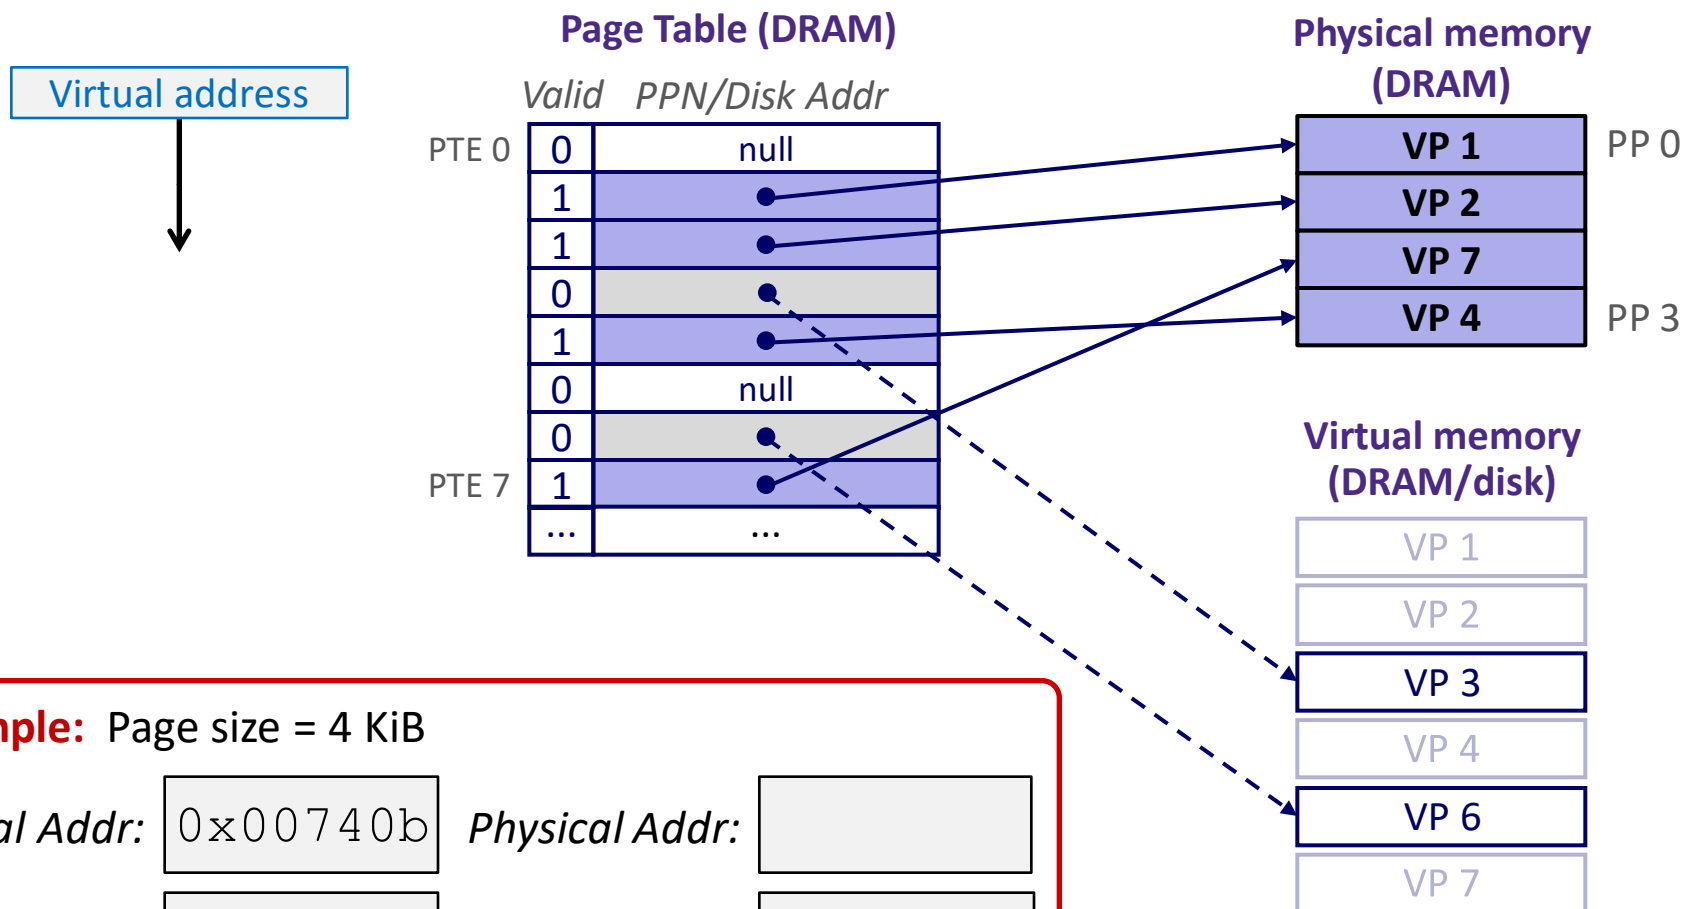 Page Table (DRAM)
Physical memory
(DRAM)
Virtual address
Valid PPN/Disk Addr
PTE 0 0 null
1
1
0
1
0 null
0
PTE 7 1
... ...
VP 1 PP 0
VP 2
VP 7
VP 4 PP 3
Virtual memory
(DRAM/disk)
VP 1
VP 2
VP 3
VP 4
VP 6
VP 7
nple: Page size = 4 KiB
al Addr: 0x00740b Physical Addr: